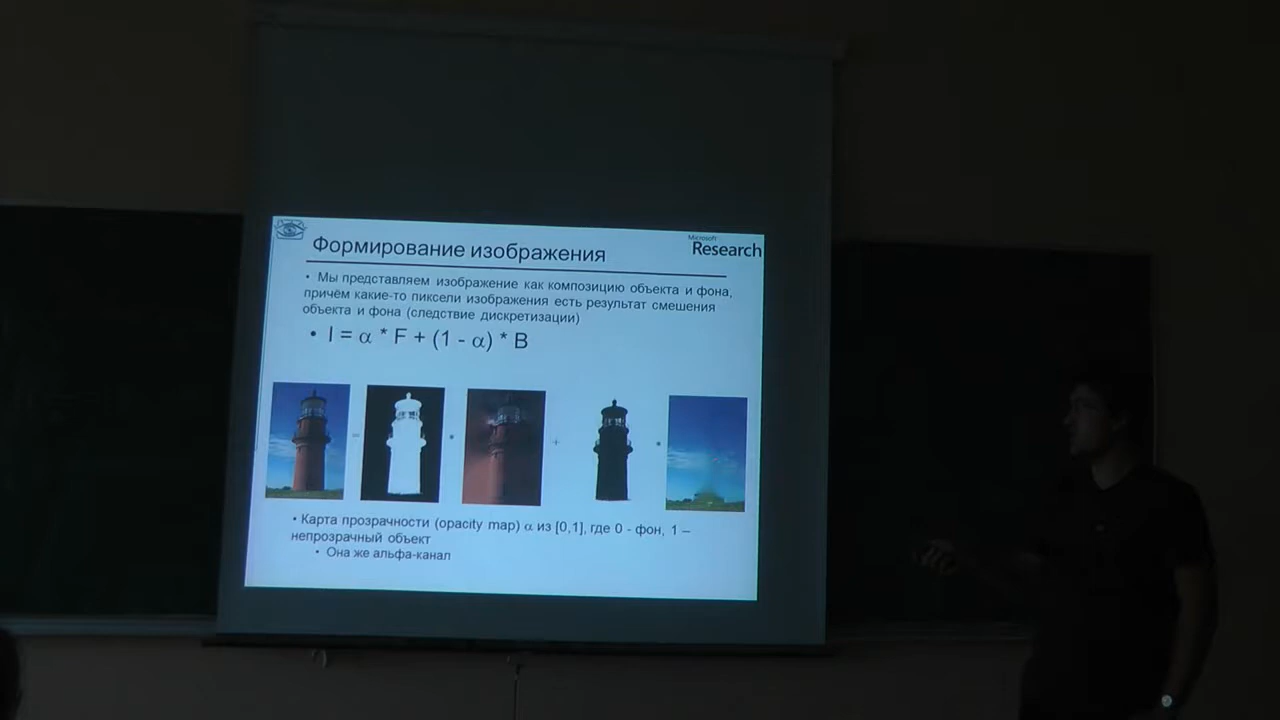 Формирование изображения
Microsoft
Research
• Мы представляем изображение как композицию объекта и фона,
причём какие-то пиксели изображения есть результат смешения
объекта и фона (следствие дискретизации)
• I = α * F + (1 - α) * B
• Карта прозрачности (opacity map) α из [0,1], где 0 - фон, 1 –
непрозрачный объект
• Она же альфа-канал